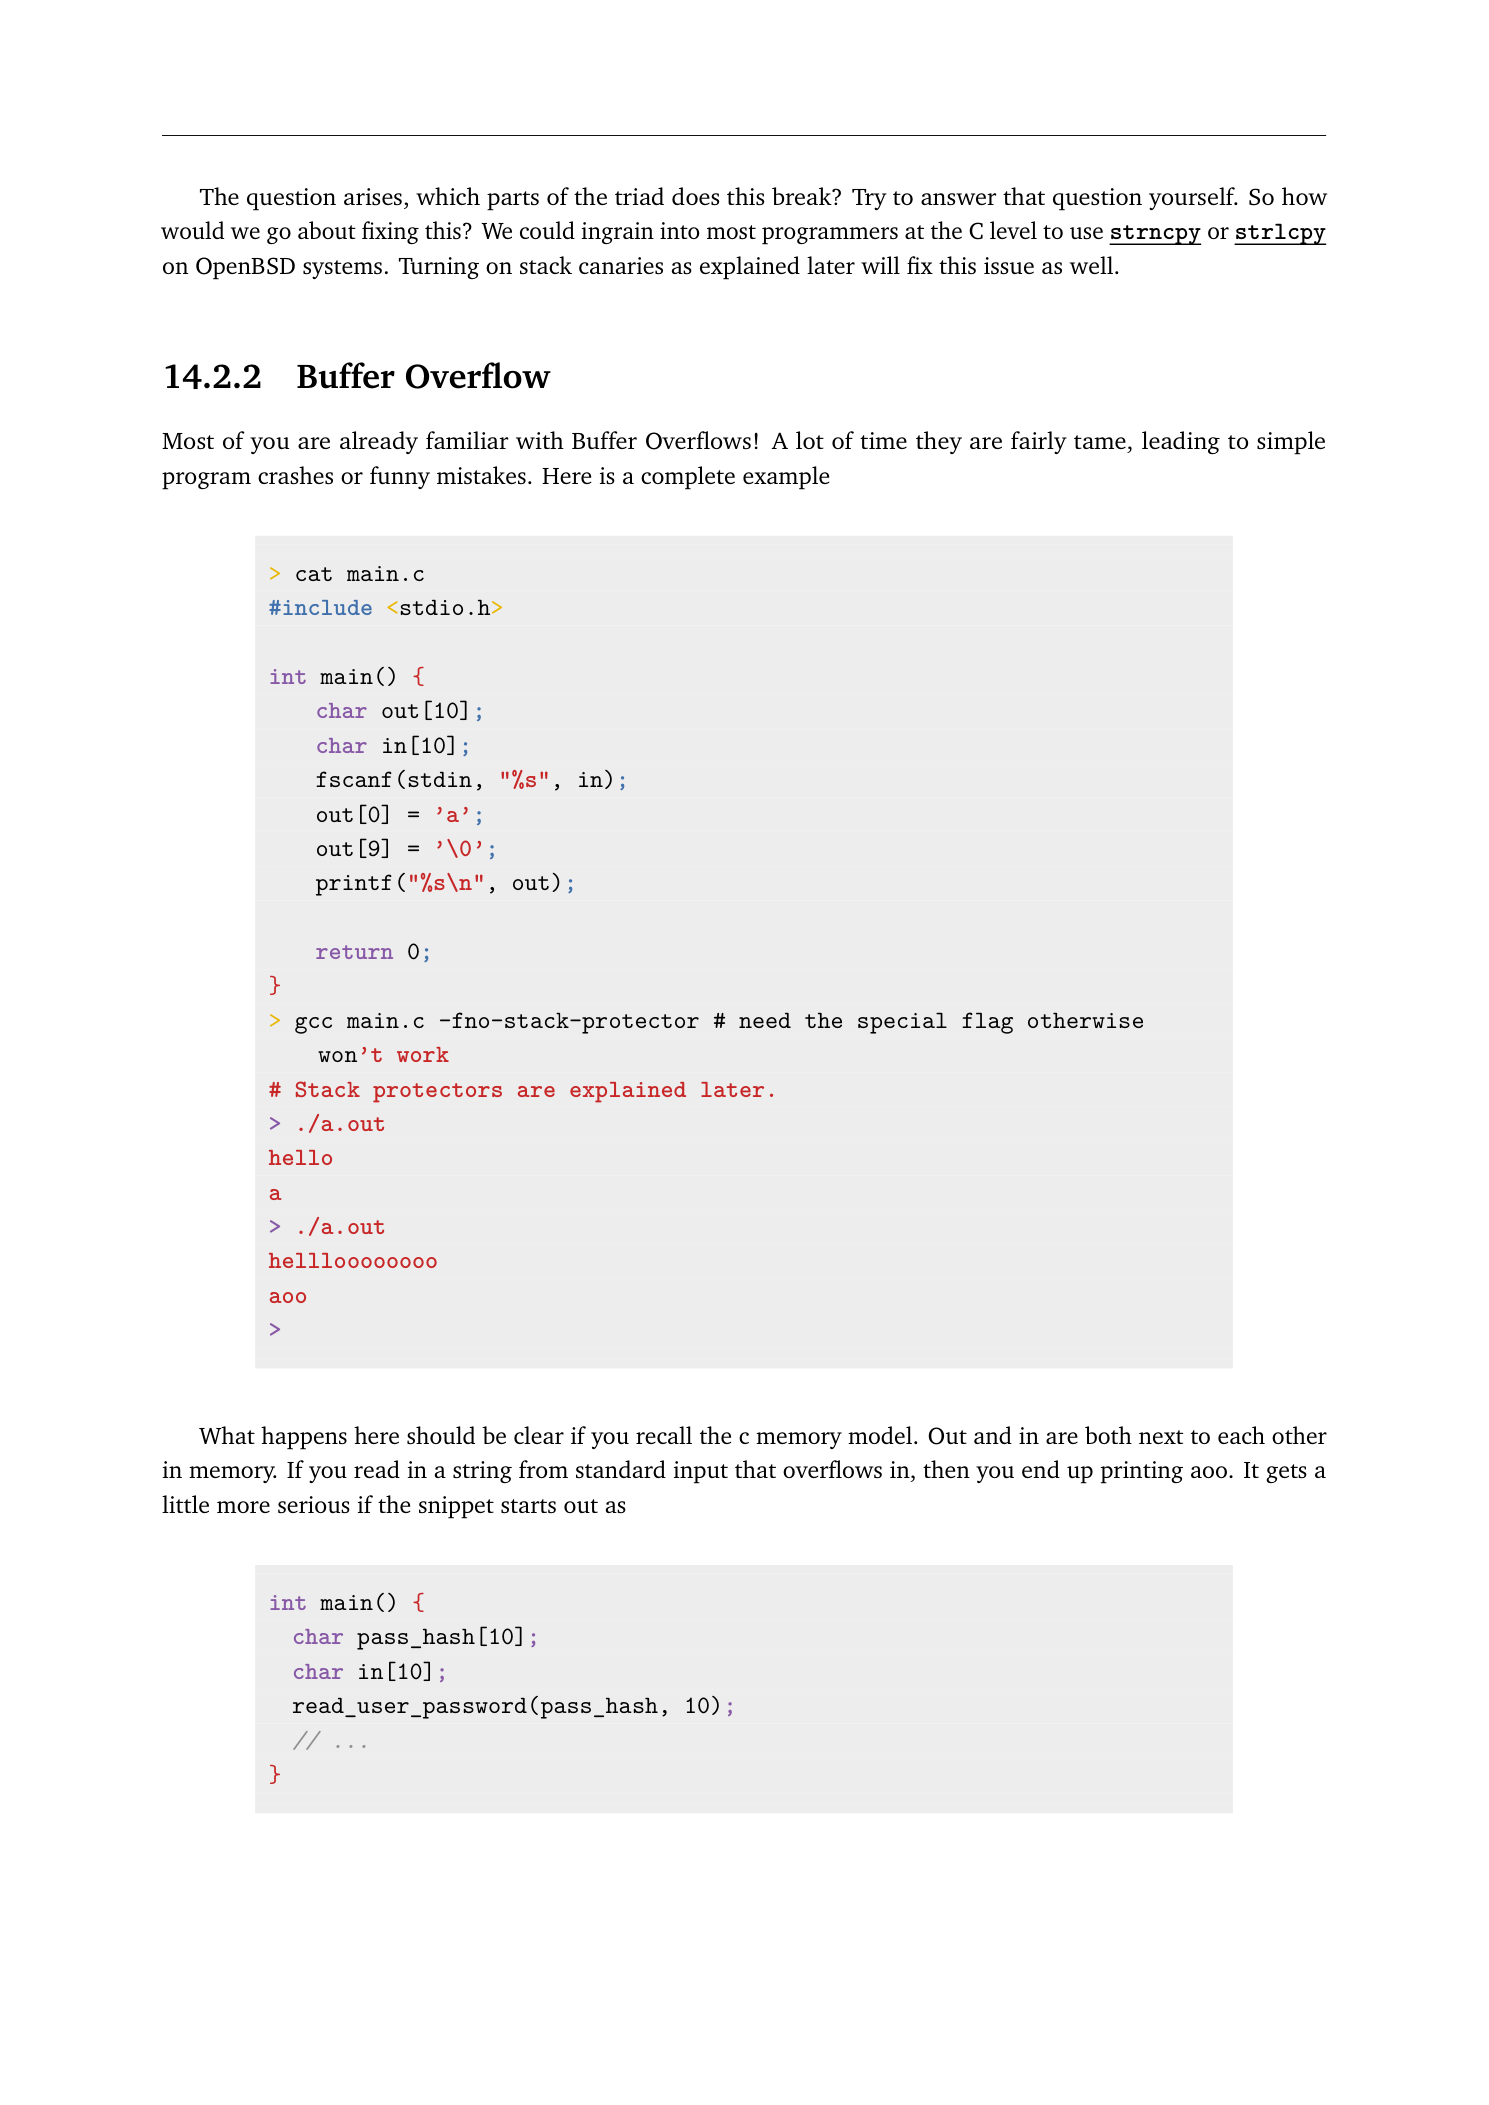 The question arises, which parts of the triad does this break? Try to answer that question yourself. So how
would we go about fixing this? We could ingrain into most programmers at the C level to use strncpy or strlcpy
on OpenBSD systems. Turning on stack canaries as explained later will fix this issue as well.
14.2.2 Buffer Overflow
Most of you are already familiar with Buffer Overflows! A lot of time they are fairly tame, leading to simple
program crashes or funny mistakes. Here is a complete example
> cat main.c
#include <stdio.h>
int main() {
char out[10];
char in[10];
fscanf(stdin, "%s", in);
out[0] = ’a’;
out[9] = ’\0’;
printf("%s\n", out);
return 0;
}
> gcc main.c -fno-stack-protector # need the special flag otherwise
won’t work
# Stack protectors are explained later.
> ./a.out
hello
a
> ./a.out
hellloooooooo
aoo
>
What happens here should be clear if you recall the c memory model. Out and in are both next to each other
in memory. If you read in a string from standard input that overflows in, then you end up printing aoo. It gets a
little more serious if the snippet starts out as
int main() {
char pass_hash[10];
char in[10];
read_user_password(pass_hash, 10);
// ...
}